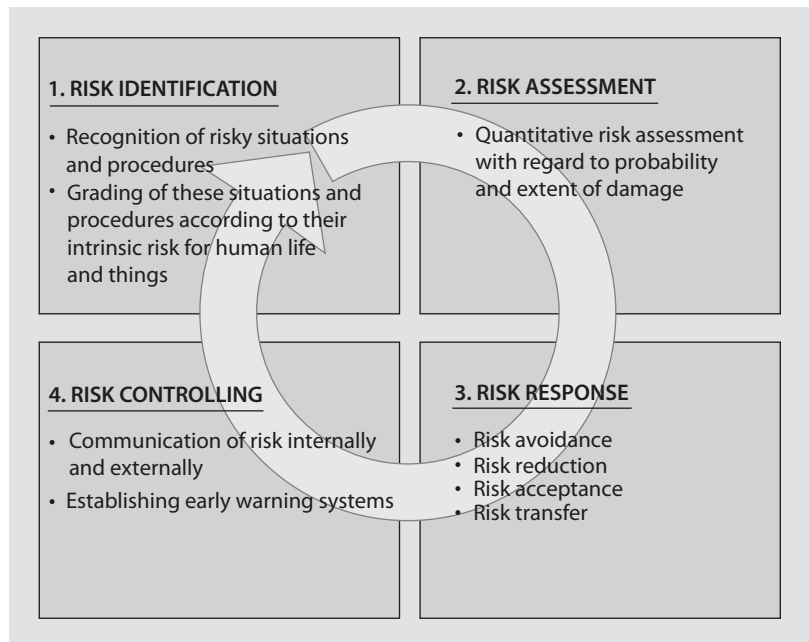 1. RISK IDENTIFICATION
• Recognition of risky situations
and procedures
• Grading of these situations and
procedures according to their
intrinsic risk for human life
and things
2. RISK ASSESSMENT
• Quantitative risk assessment
with regard to probability
and extent of damage
3. RISK RESPONSE
• Risk avoidance
• Risk reduction
• Risk acceptance
• Risk transfer
4. RISK CONTROLLING
• Communication of risk internally
and externally
• Establishing early warning systems